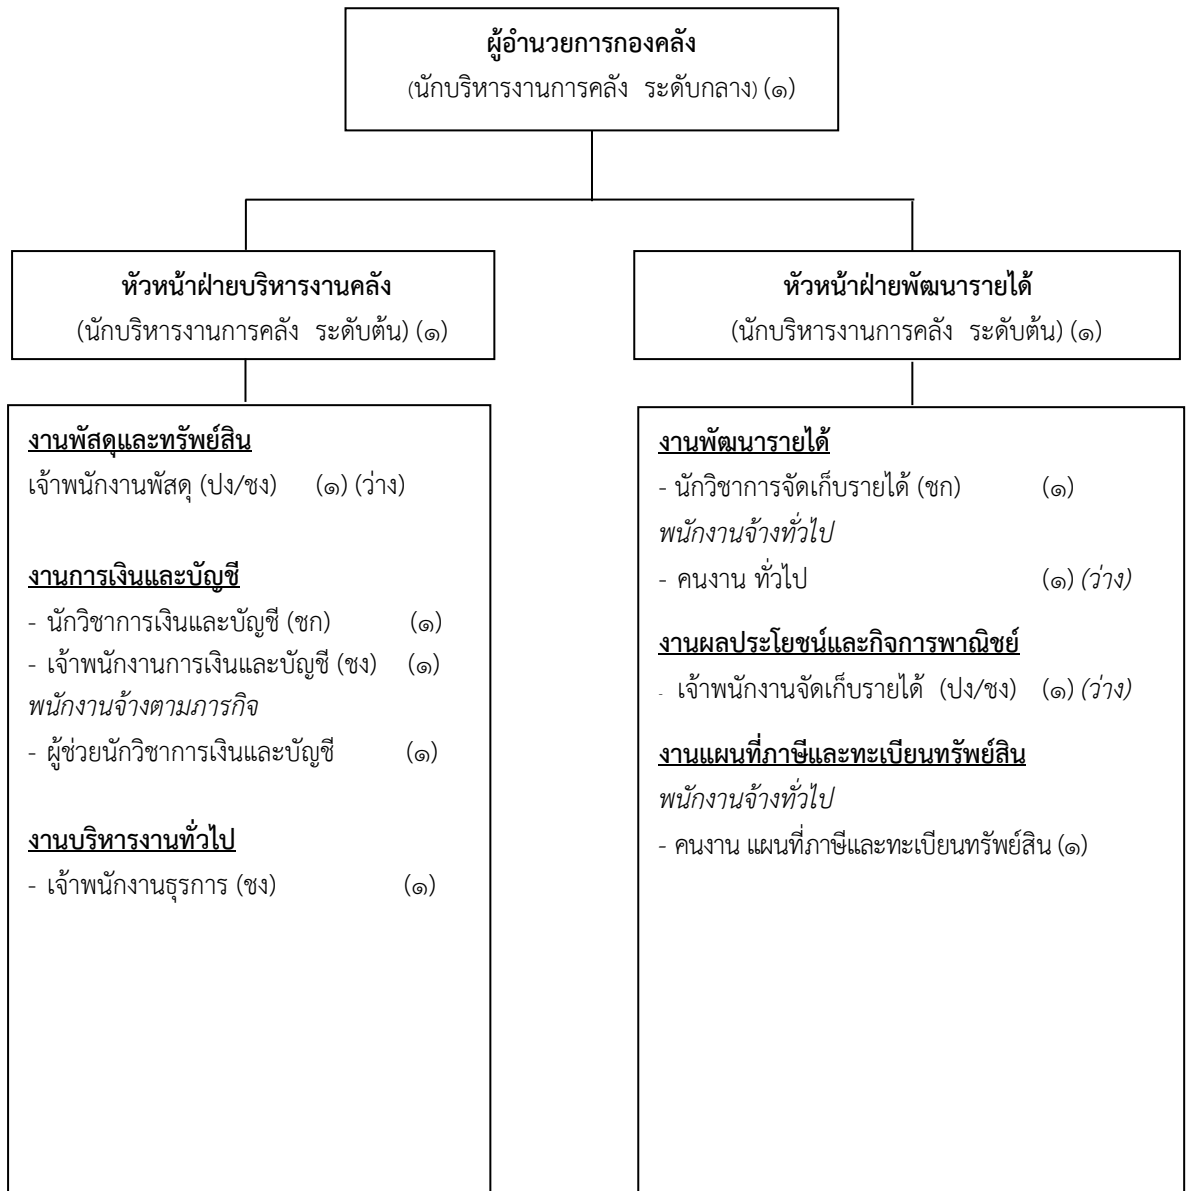 ผู้อำนวยการกองคลัง
(นักบริหารงานการคลัง ระดับกลาง) (๑)
หัวหน้าฝ่ายบริหารงานคลัง
(นักบริหารงานการคลัง ระดับต้น) (๑)
งานพัสดุและทรัพย์สิน
เจ้าพนักงานพัสดุ (ปง/ชง) (๑) (ว่าง)
งานการเงินและบัญชี
- นักวิชาการเงินและบัญชี (ชก) (๑)
- เจ้าพนักงานการเงินและบัญชี (ชง) (๑)
พนักงานจ้างตามภารกิจ
- ผู้ช่วยนักวิชาการเงินและบัญชี (๑)
งานบริหารงานทั่วไป
- เจ้าพนักงานธุรการ (ชง) (๑)
หัวหน้าฝ่ายพัฒนารายได้
(นักบริหารงานการคลัง ระดับต้น) (๑)
งานพัฒนารายได้
- นักวิชาการจัดเก็บรายได้ (ชก) (๑)
พนักงานจ้างทั่วไป
- คนงาน ทั่วไป (๑) (ว่าง)
งานผลประโยชน์และกิจการพาณิชย์
- เจ้าพนักงานจัดเก็บรายได้ (ปง/ชง) (๑) (ว่าง)
งานแผนที่ภาษีและทะเบียนทรัพย์สิน
พนักงานจ้างทั่วไป
- คนงาน แผนที่ภาษีและทะเบียนทรัพย์สิน (๑)